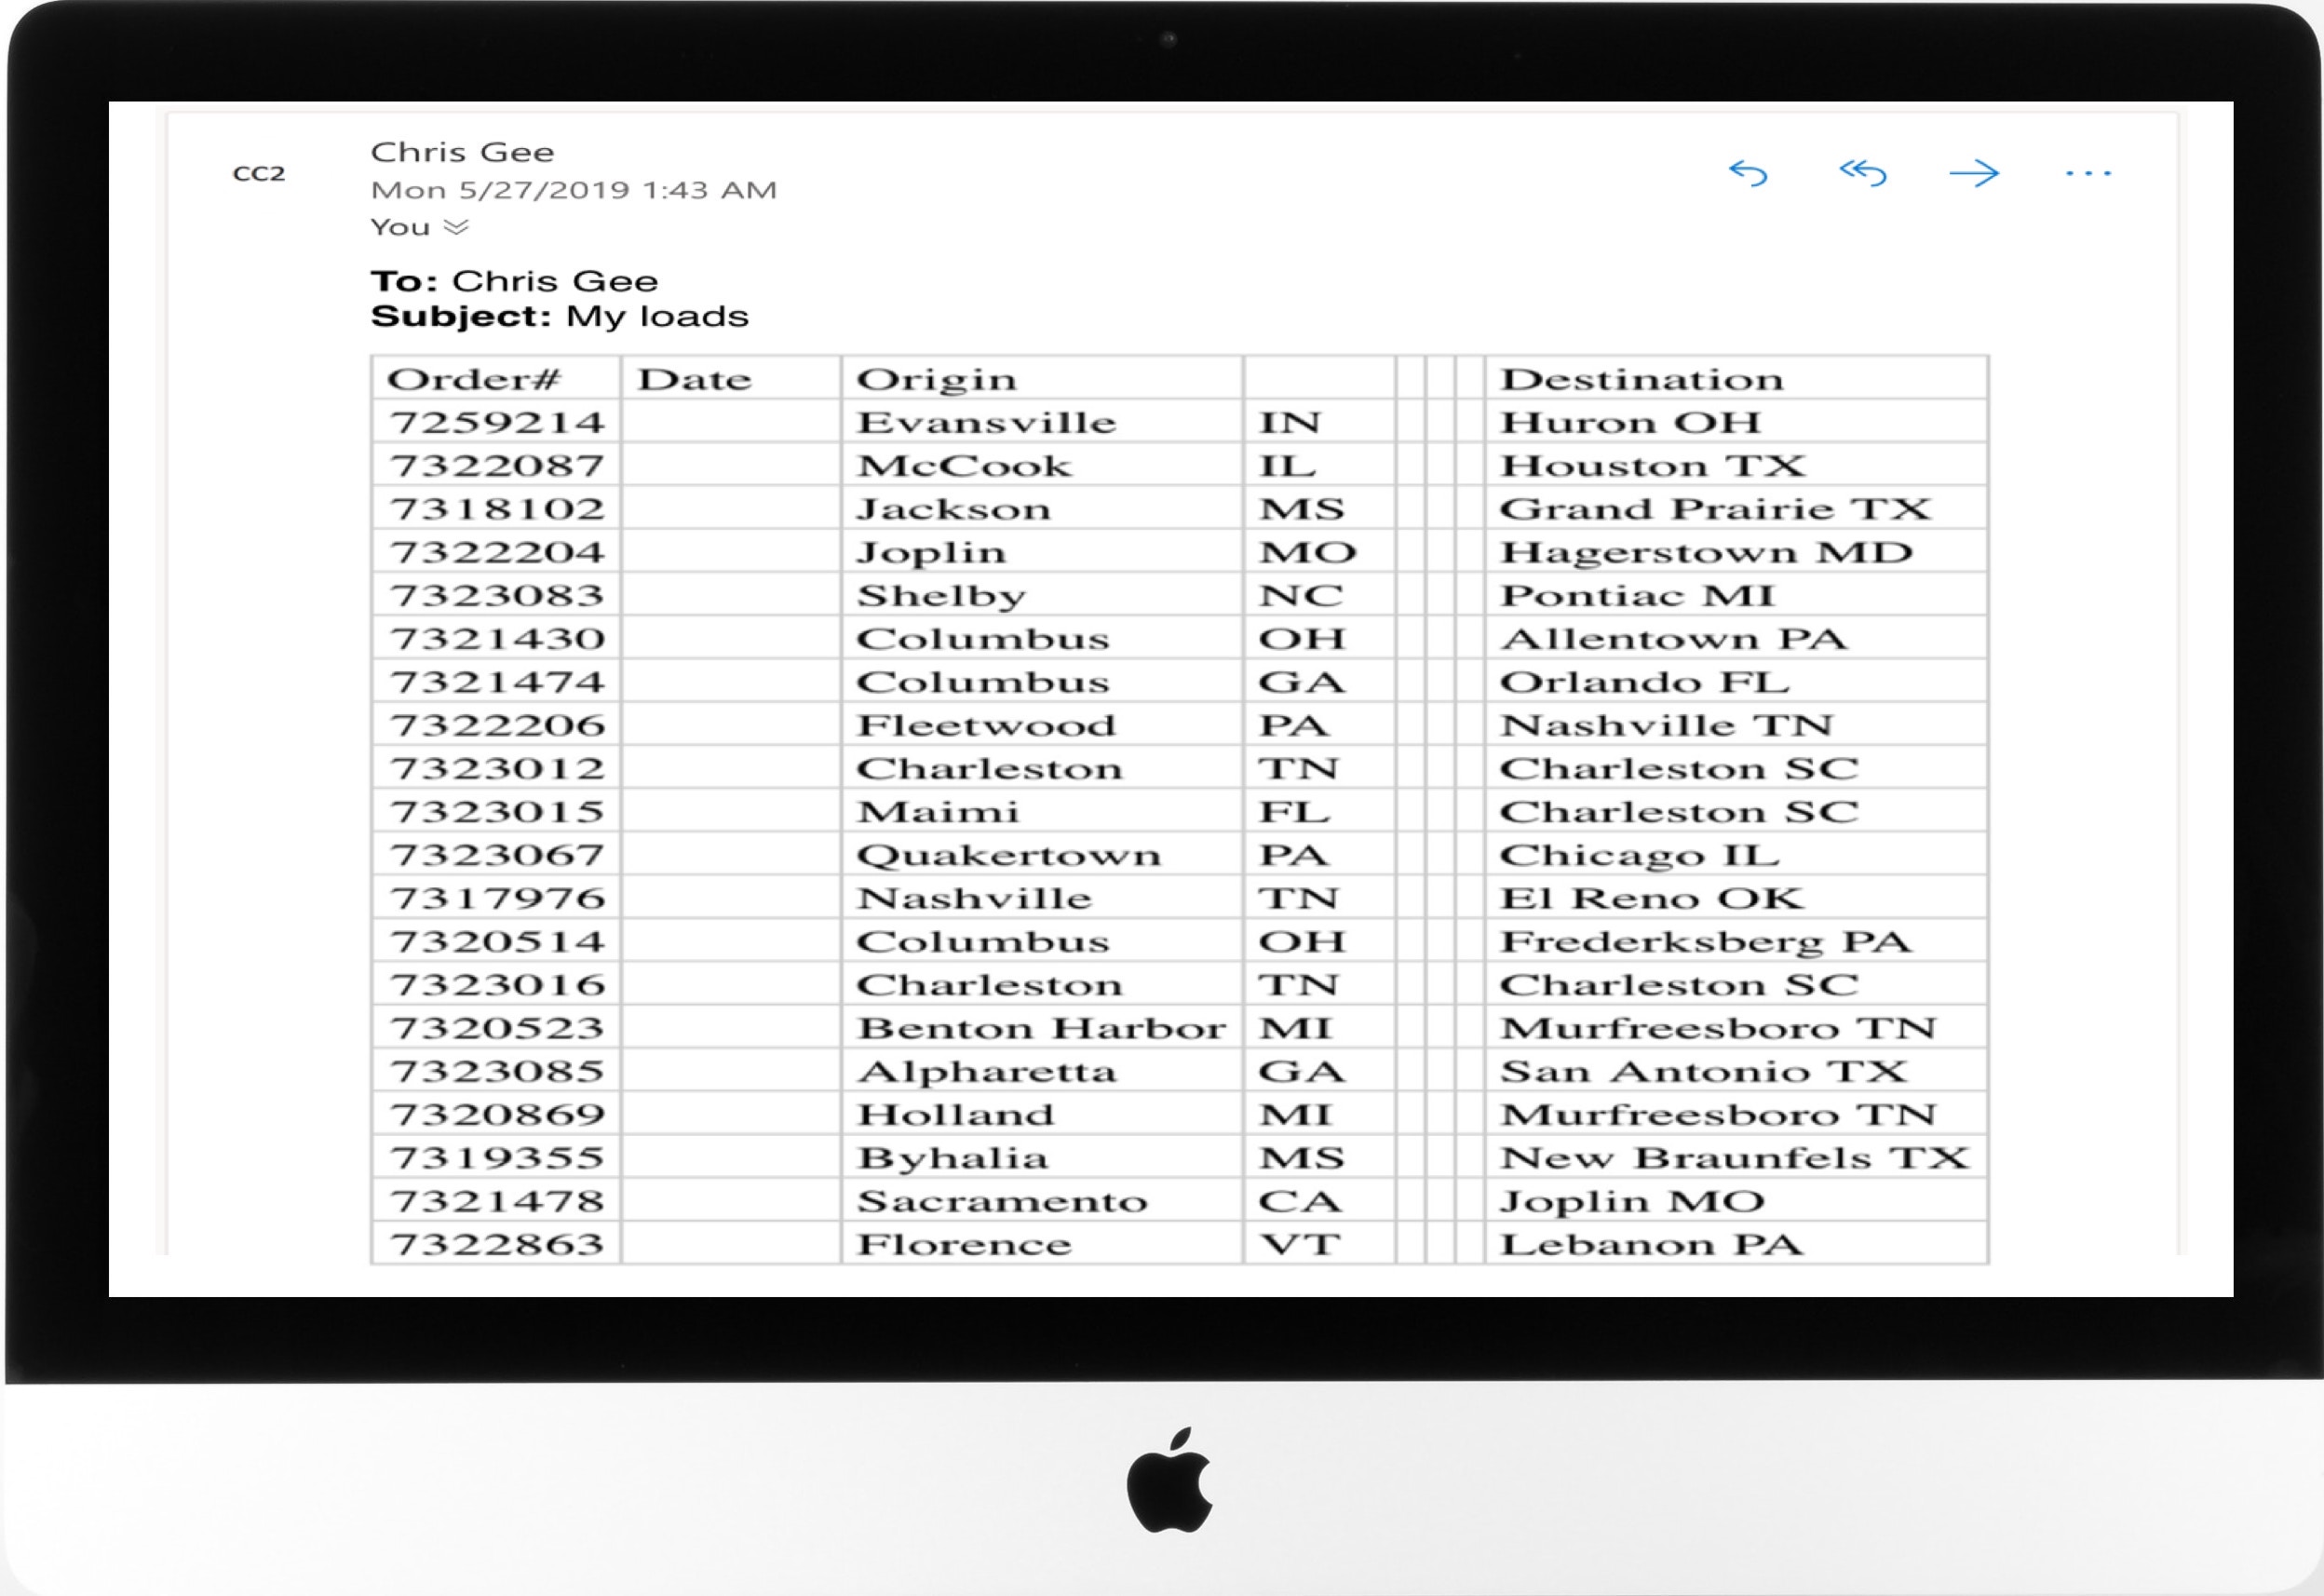 CC2
Chris Gee
Mon 5/27/2019 1:43 AM
You
To: Chris Gee
Subject: My loads
Order# Date Origin Destination
7259214 Evansville IN Huron OH
7322087 McCook IL Houston TX
7318102 Jackson MS Grand Prairie TX
7322204 Joplin MO Hagerstown MD
7323083 Shelby NC Pontiac MI
7321430 Columbus OH Allentown PA
7321474 Columbus GA Orlando FL
7322206 Fleetwood PA Nashville TN
7323012 Charleston TN Charleston SC
7323015 Maimi FL Charleston SC
7323067 Quakertown PA Chicago IL
7317976 Nashville TN El Reno OK
7320514 Columbus OH Frederksberg PA
7323016 Charleston TN Charleston SC
7320523 Benton Harbor MI Murfreesboro TN
7323085 Alpharetta GA San Antonio TX
7320869 Holland MI Murfreesboro TN
7319355 Byhalia MS New Braunfels TX
7321478 Sacramento CA Joplin MO
7322863 Florence VT Lebanon PA